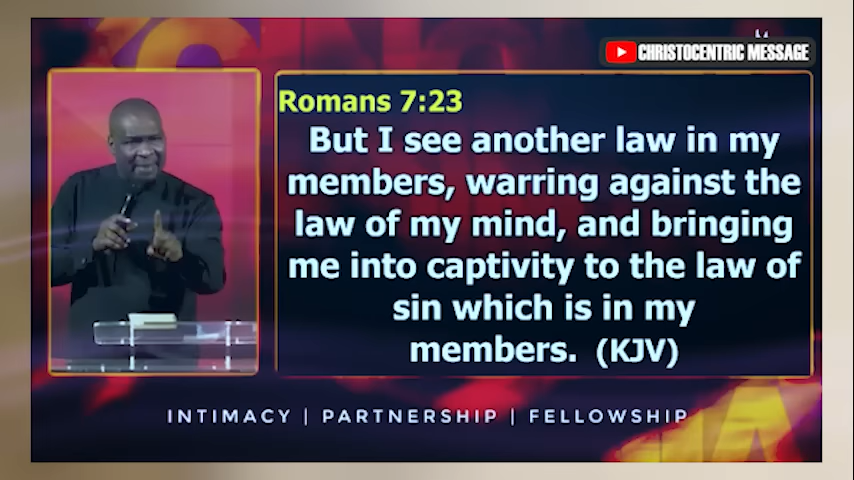 CHRISTOCENTRIC MESSAGE
Romans 7:23
But I see another law in my
members, warring against the
law of my mind, and bringing
me into captivity to the law of
sin which is in my
members. (KJV)
INTIMACY | PARTNERSHIP | FELLOWSHIP